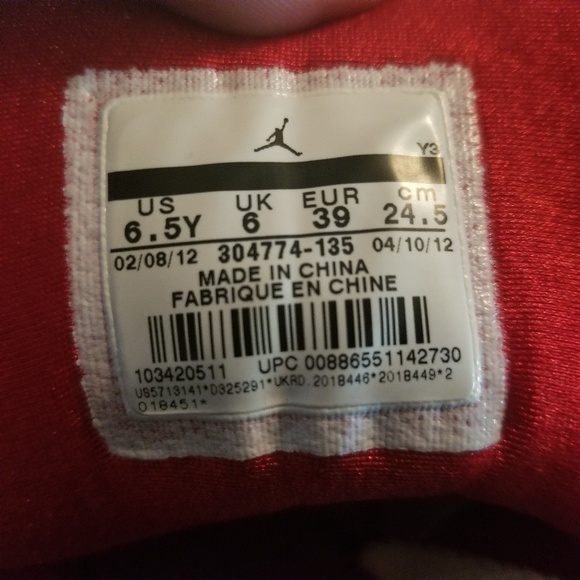 Y3
US UK EUR cm
6.5Y 6 39 24.5
02/08/12 304774-135 04/10/12
MADE IN CHINA
FABRIQUE EN CHINE
103420511 UPC 00886551142730
US5713141*D325291*UKRD.2018446*2018449*2
018451*